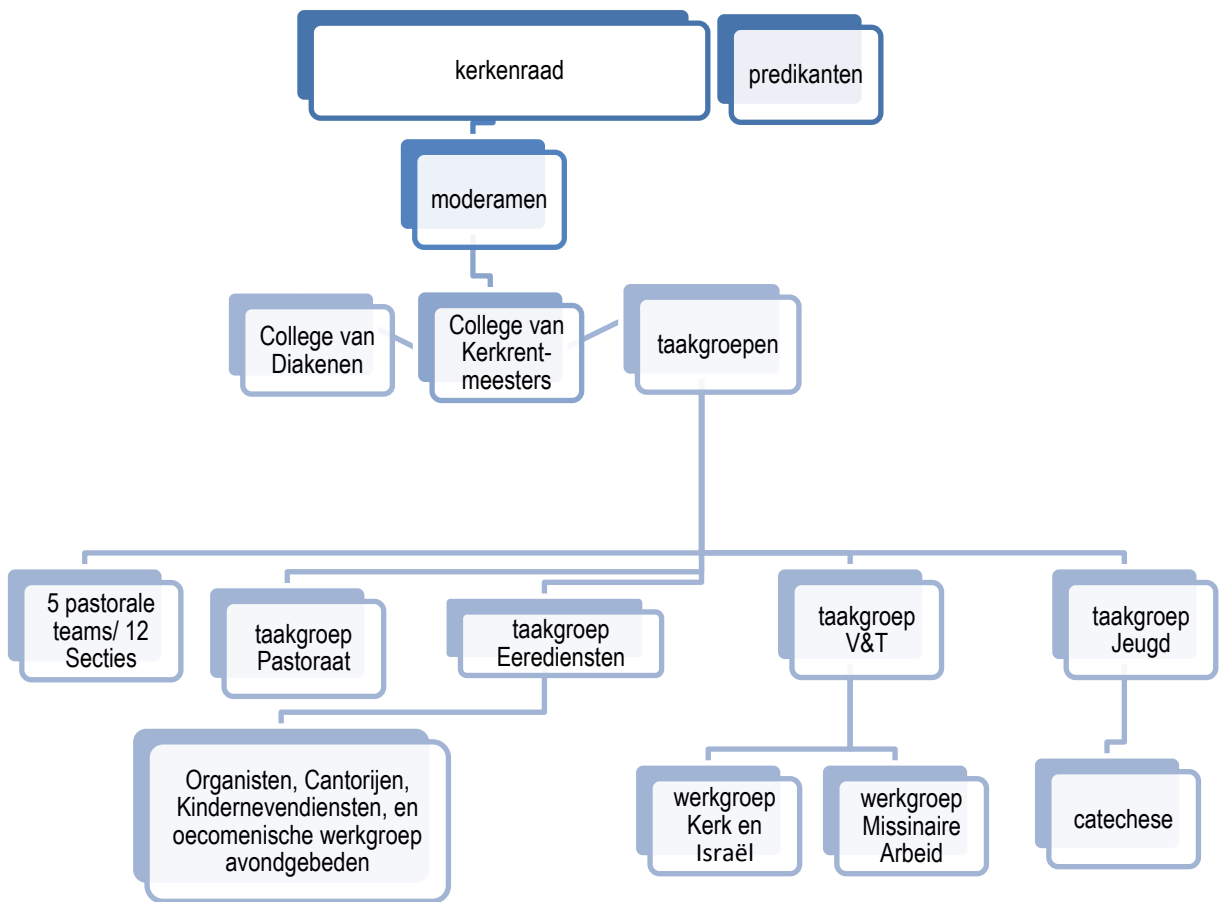 kerkenraad
predikanten
moderamen
College van
Diakenen
College van
Kerkrent-
meesters
taakgroepen
5 pastorale
teams/ 12
Secties
taakgroep
Pastoraat
taakgroep
Eerediensten
taakgroep
V&T
taakgroep
Jeugd
Organisten, Cantorijen,
Kindernevendiensten, en
oecomenische werkgroep
avondgebeden
werkgroep
Kerk en
Israël
werkgroep
Missinaire
Arbeid
catechese